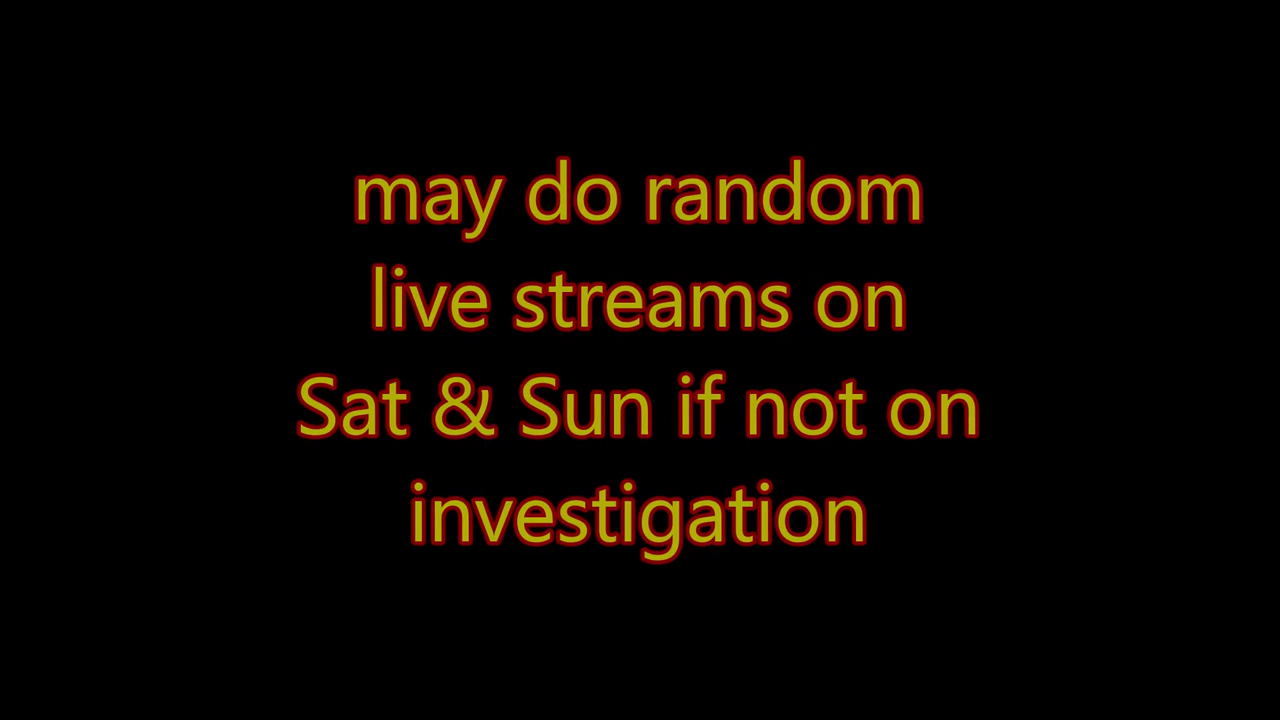 may do random
live streams on
Sat & Sun if not on
investigation